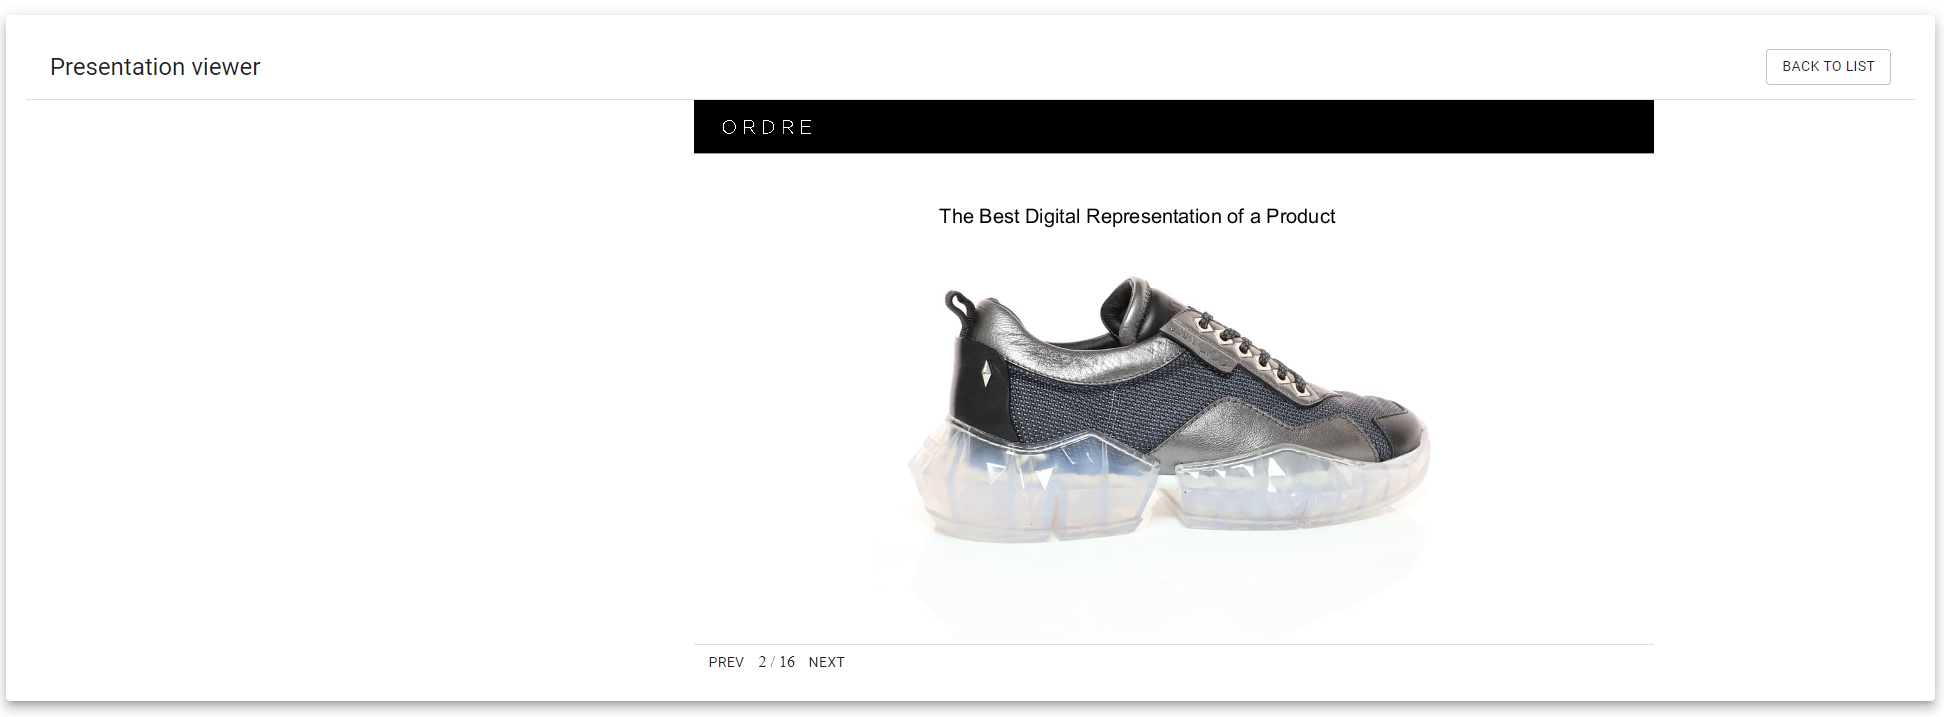 Presentation viewer
BACK TO LIST
ORDRE
The Best Digital Representation of a Product
PREV 2 / 16 NEXT